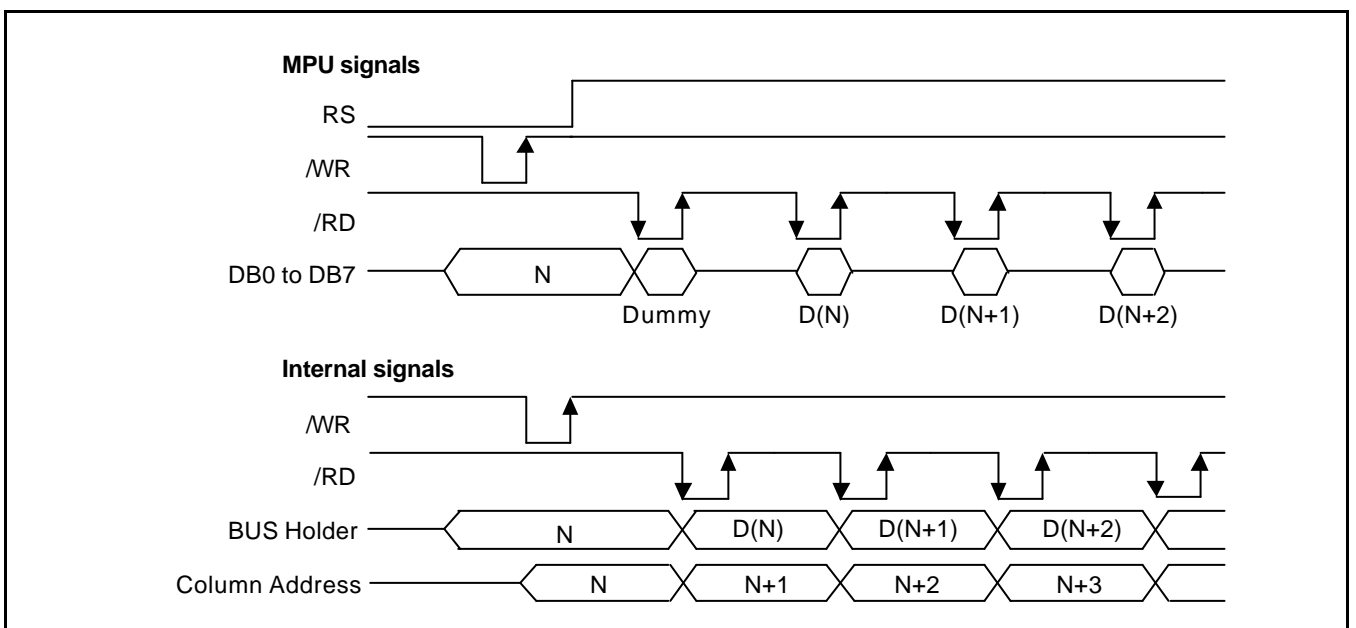 MPU signals
RS
/WR
/RD
DB0 to DB7 N
Dummy D(N) D(N+1) D(N+2)
Internal signals
/WR
/RD
BUS Holder N D(N) D(N+1) D(N+2)
Column Address N N+1 N+2 N+3